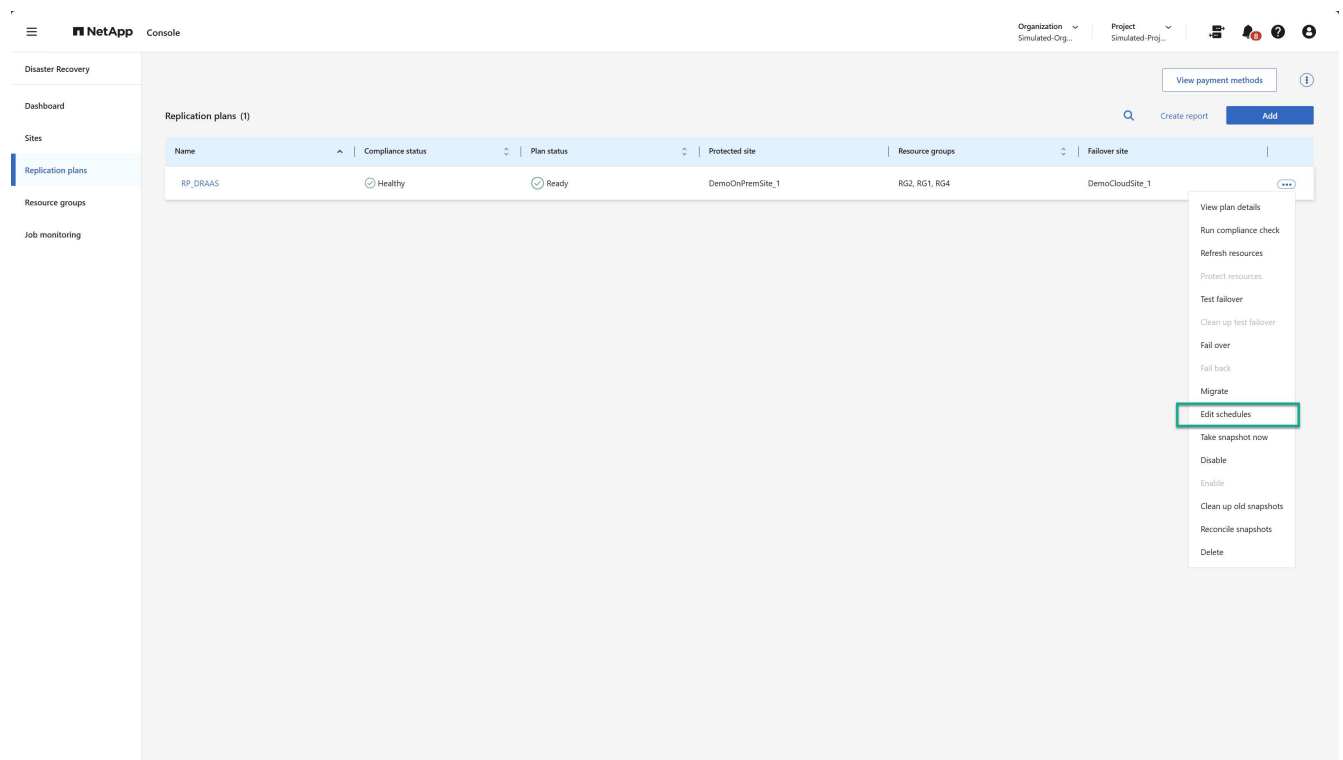 NetApp Console
Organization
Simulated-Org...
Project
Simulated-Proj...
8
Disaster Recovery
Dashboard
Sites
Replication plans
Resource groups
Job monitoring
View payment methods
Replication plans (1)
Create report
Add
Name Compliance status Plan status Protected site Resource groups Failover site
RP_DRAAS Healthy Ready DemoOnPremSite_1 RG2, RG1, RG4 DemoCloudSite_1
View plan details
Run compliance check
Refresh resources
Protect resources
Test failover
Clean up test failover
Fail over
Fail back
Migrate
Edit schedules
Take snapshot now
Disable
Enable
Clean up old snapshots
Reconcile snapshots
Delete